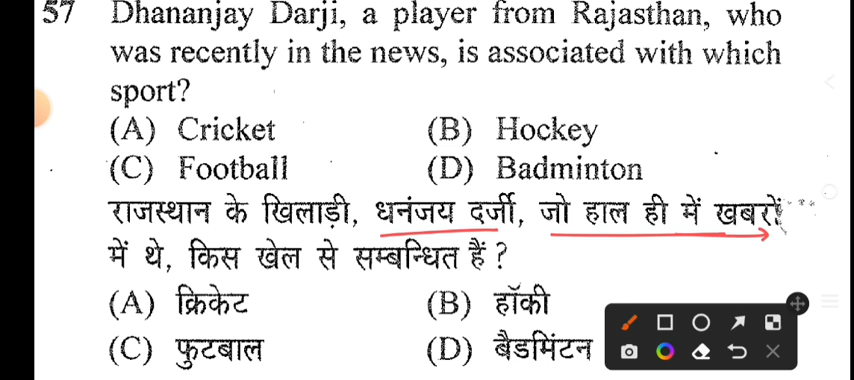 57 Dhananjay Darji, a player from Rajasthan, who
was recently in the news, is associated with which
sport?
(A) Cricket (B) Hockey
(C) Football (D) Badminton
राजस्थान के खिलाड़ी, धनंजय दर्जी, जो हाल ही में खबरों
में थे, किस खेल से सम्बन्धित हैं ?
(A) क्रिकेट (B) हॉकी
(C) फुटबाल (D) बैडमिंटन